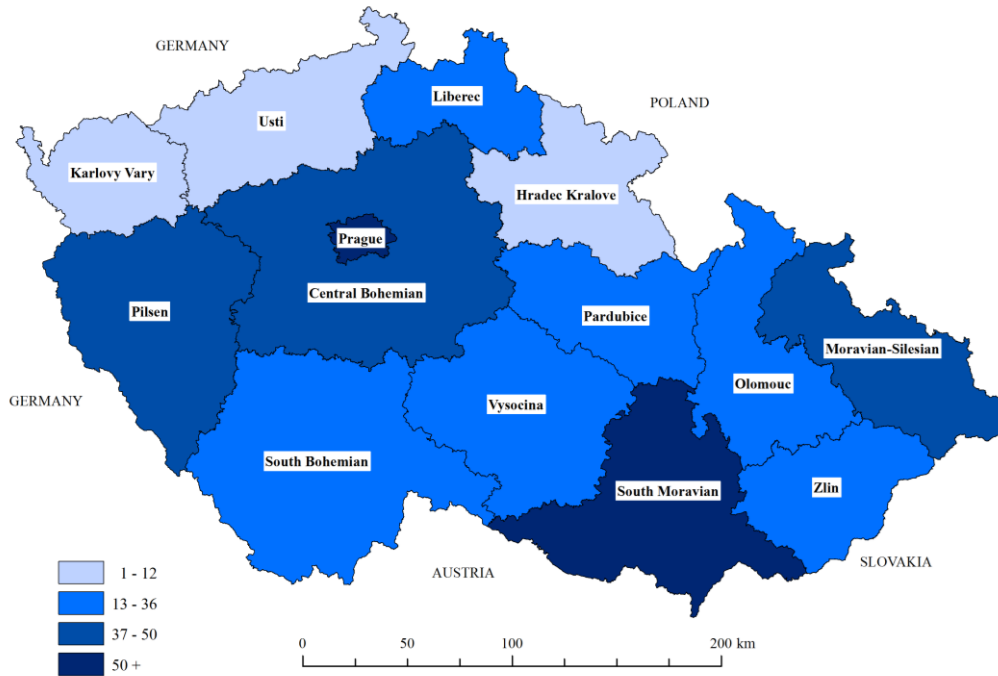 GERMANY
Liberec
POLAND
Usti
Karlovy Vary
Hradec Kralove
Prague
Central Bohemian
Pilsen
Pardubice
Moravian-Silesian
Olomouc
GERMANY
Vysocina
South Bohemian
South Moravian
Zlin
SLOVAKIA
AUSTRIA
1 - 12
13 - 36
37 - 50
50 +
0 50 100 200 km